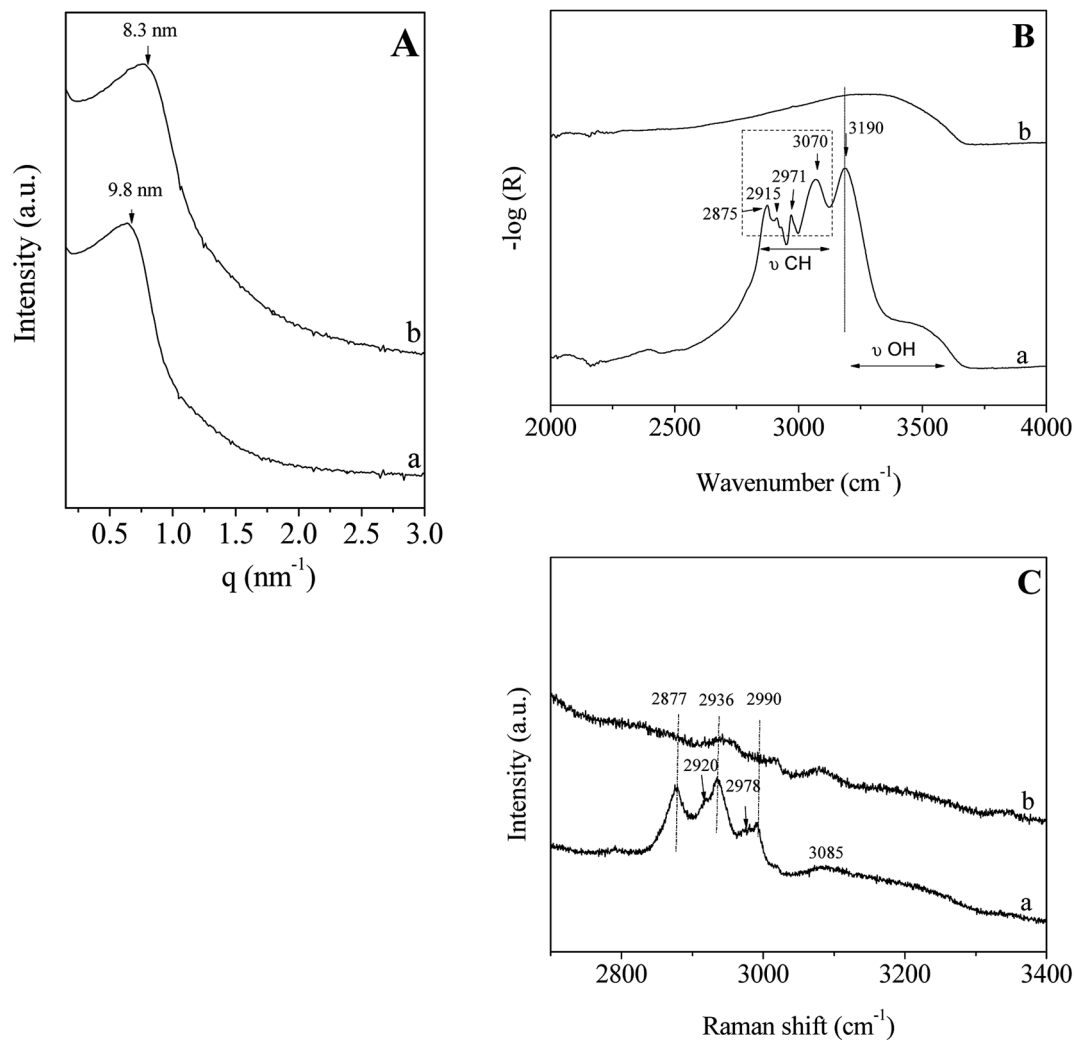 A
8.3 nm
9.8 nm
b
a
Intensity (a.u.)
0.5 1.0 1.5 2.0 2.5 3.0
q (nm-1)
B
b
3190
3070
2971
2915
2875
υ CH
υ OH
a
-log (R)
2000 2500 3000 3500 4000
Wavenumber (cm-1)
C
2877 2936 2990
2920
2978
b
3085
a
Intensity (a.u.)
2800 3000 3200 3400
Raman shift (cm-1)